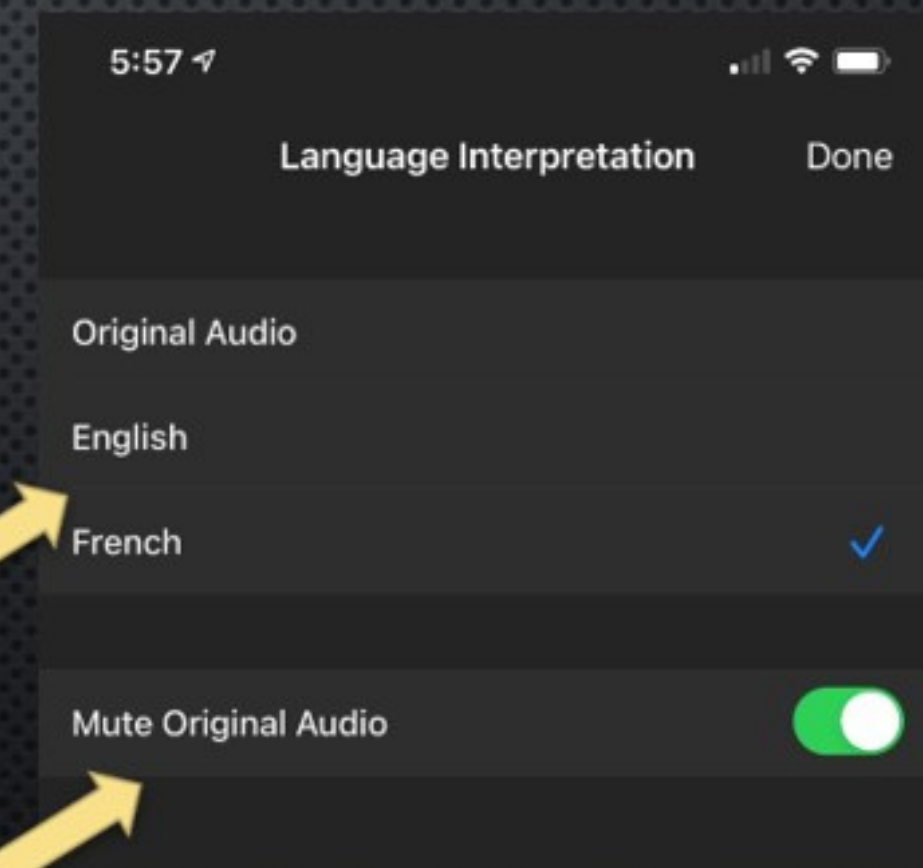 5:57
Language Interpretation Done
Original Audio
English
French
Mute Original Audio